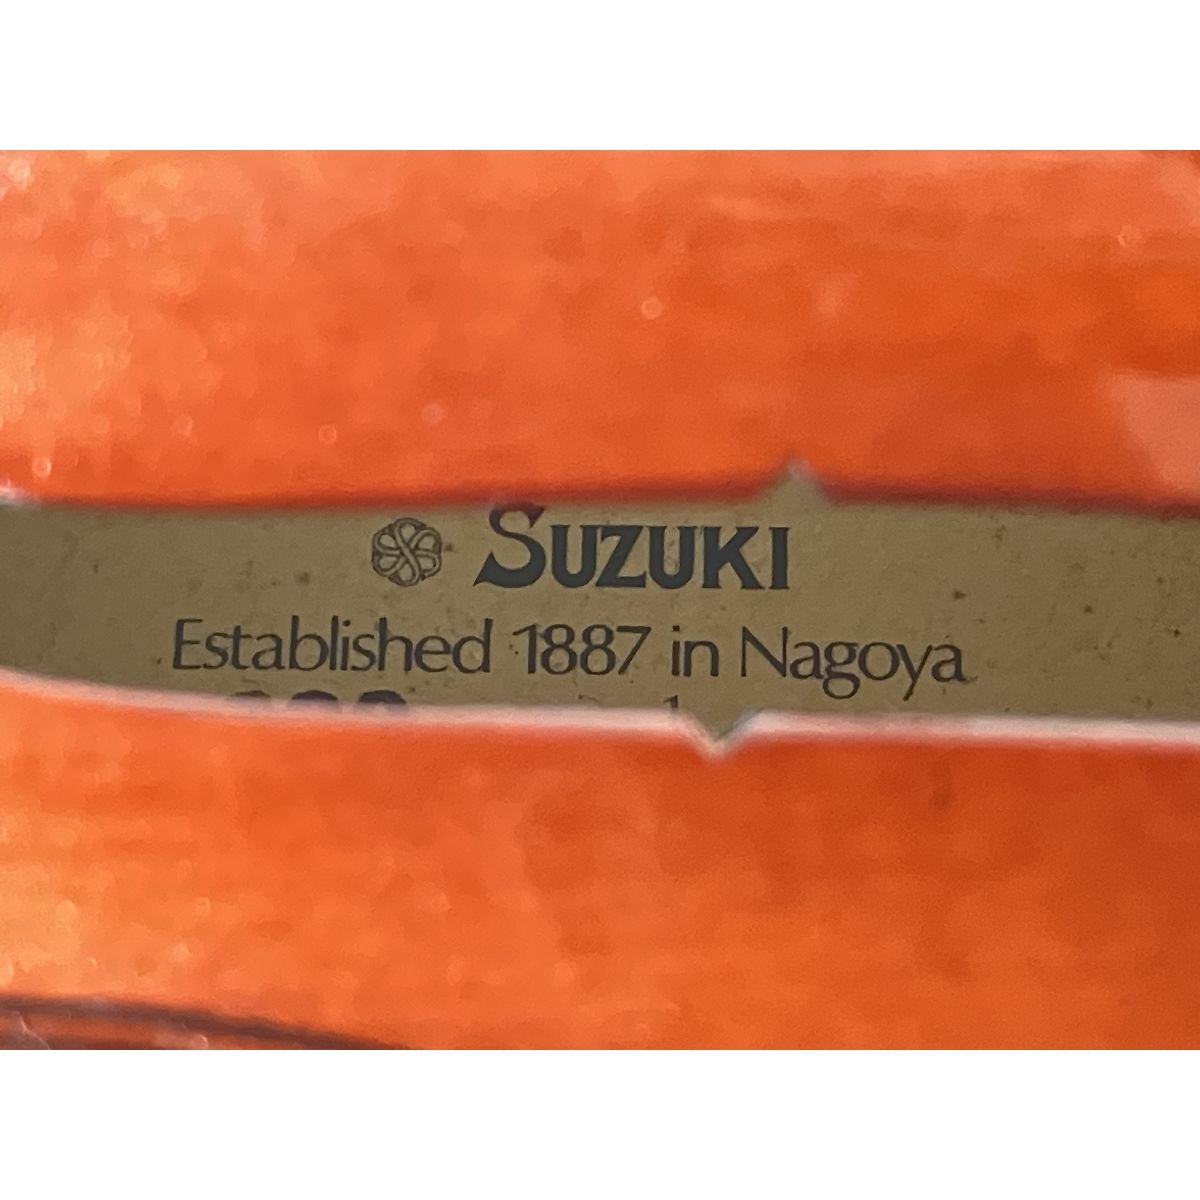 SUZUKI
Established 1887 in Nagoya